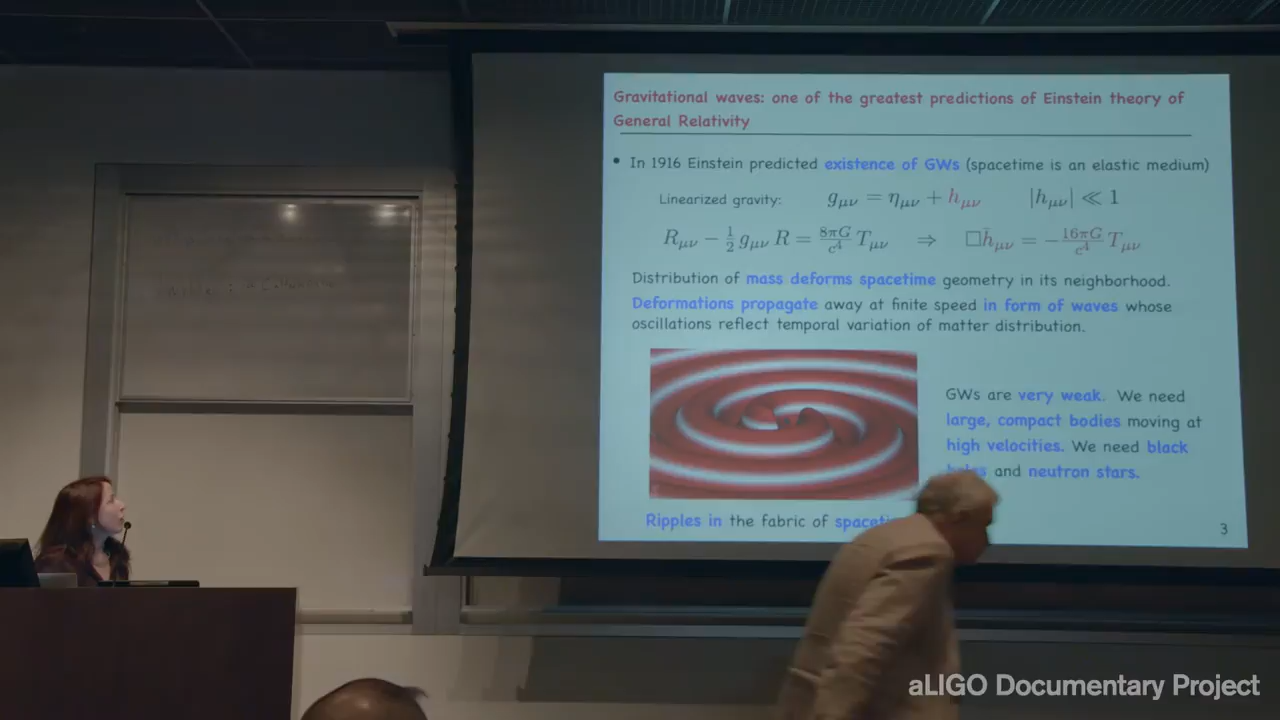 Gravitational waves: one of the greatest predictions of Einstein theory of
General Relativity
• In 1916 Einstein predicted existence of GWs (spacetime is an elastic medium)
Linearized gravity: g_μν = η_μν + h_μν |h_μν| ≪ 1
R_μν − 1/2 g_μν R = 8πG/c⁴ T_μν ⇒ □h̄_μν = −16πG/c⁴ T_μν
Distribution of mass deforms spacetime geometry in its neighborhood.
Deformations propagate away at finite speed in form of waves whose
oscillations reflect temporal variation of matter distribution.
GWs are very weak. We need
large, compact bodies moving at
high velocities. We need black
holes and neutron stars.
Ripples in the fabric of
3
aLIGO Documentary Project